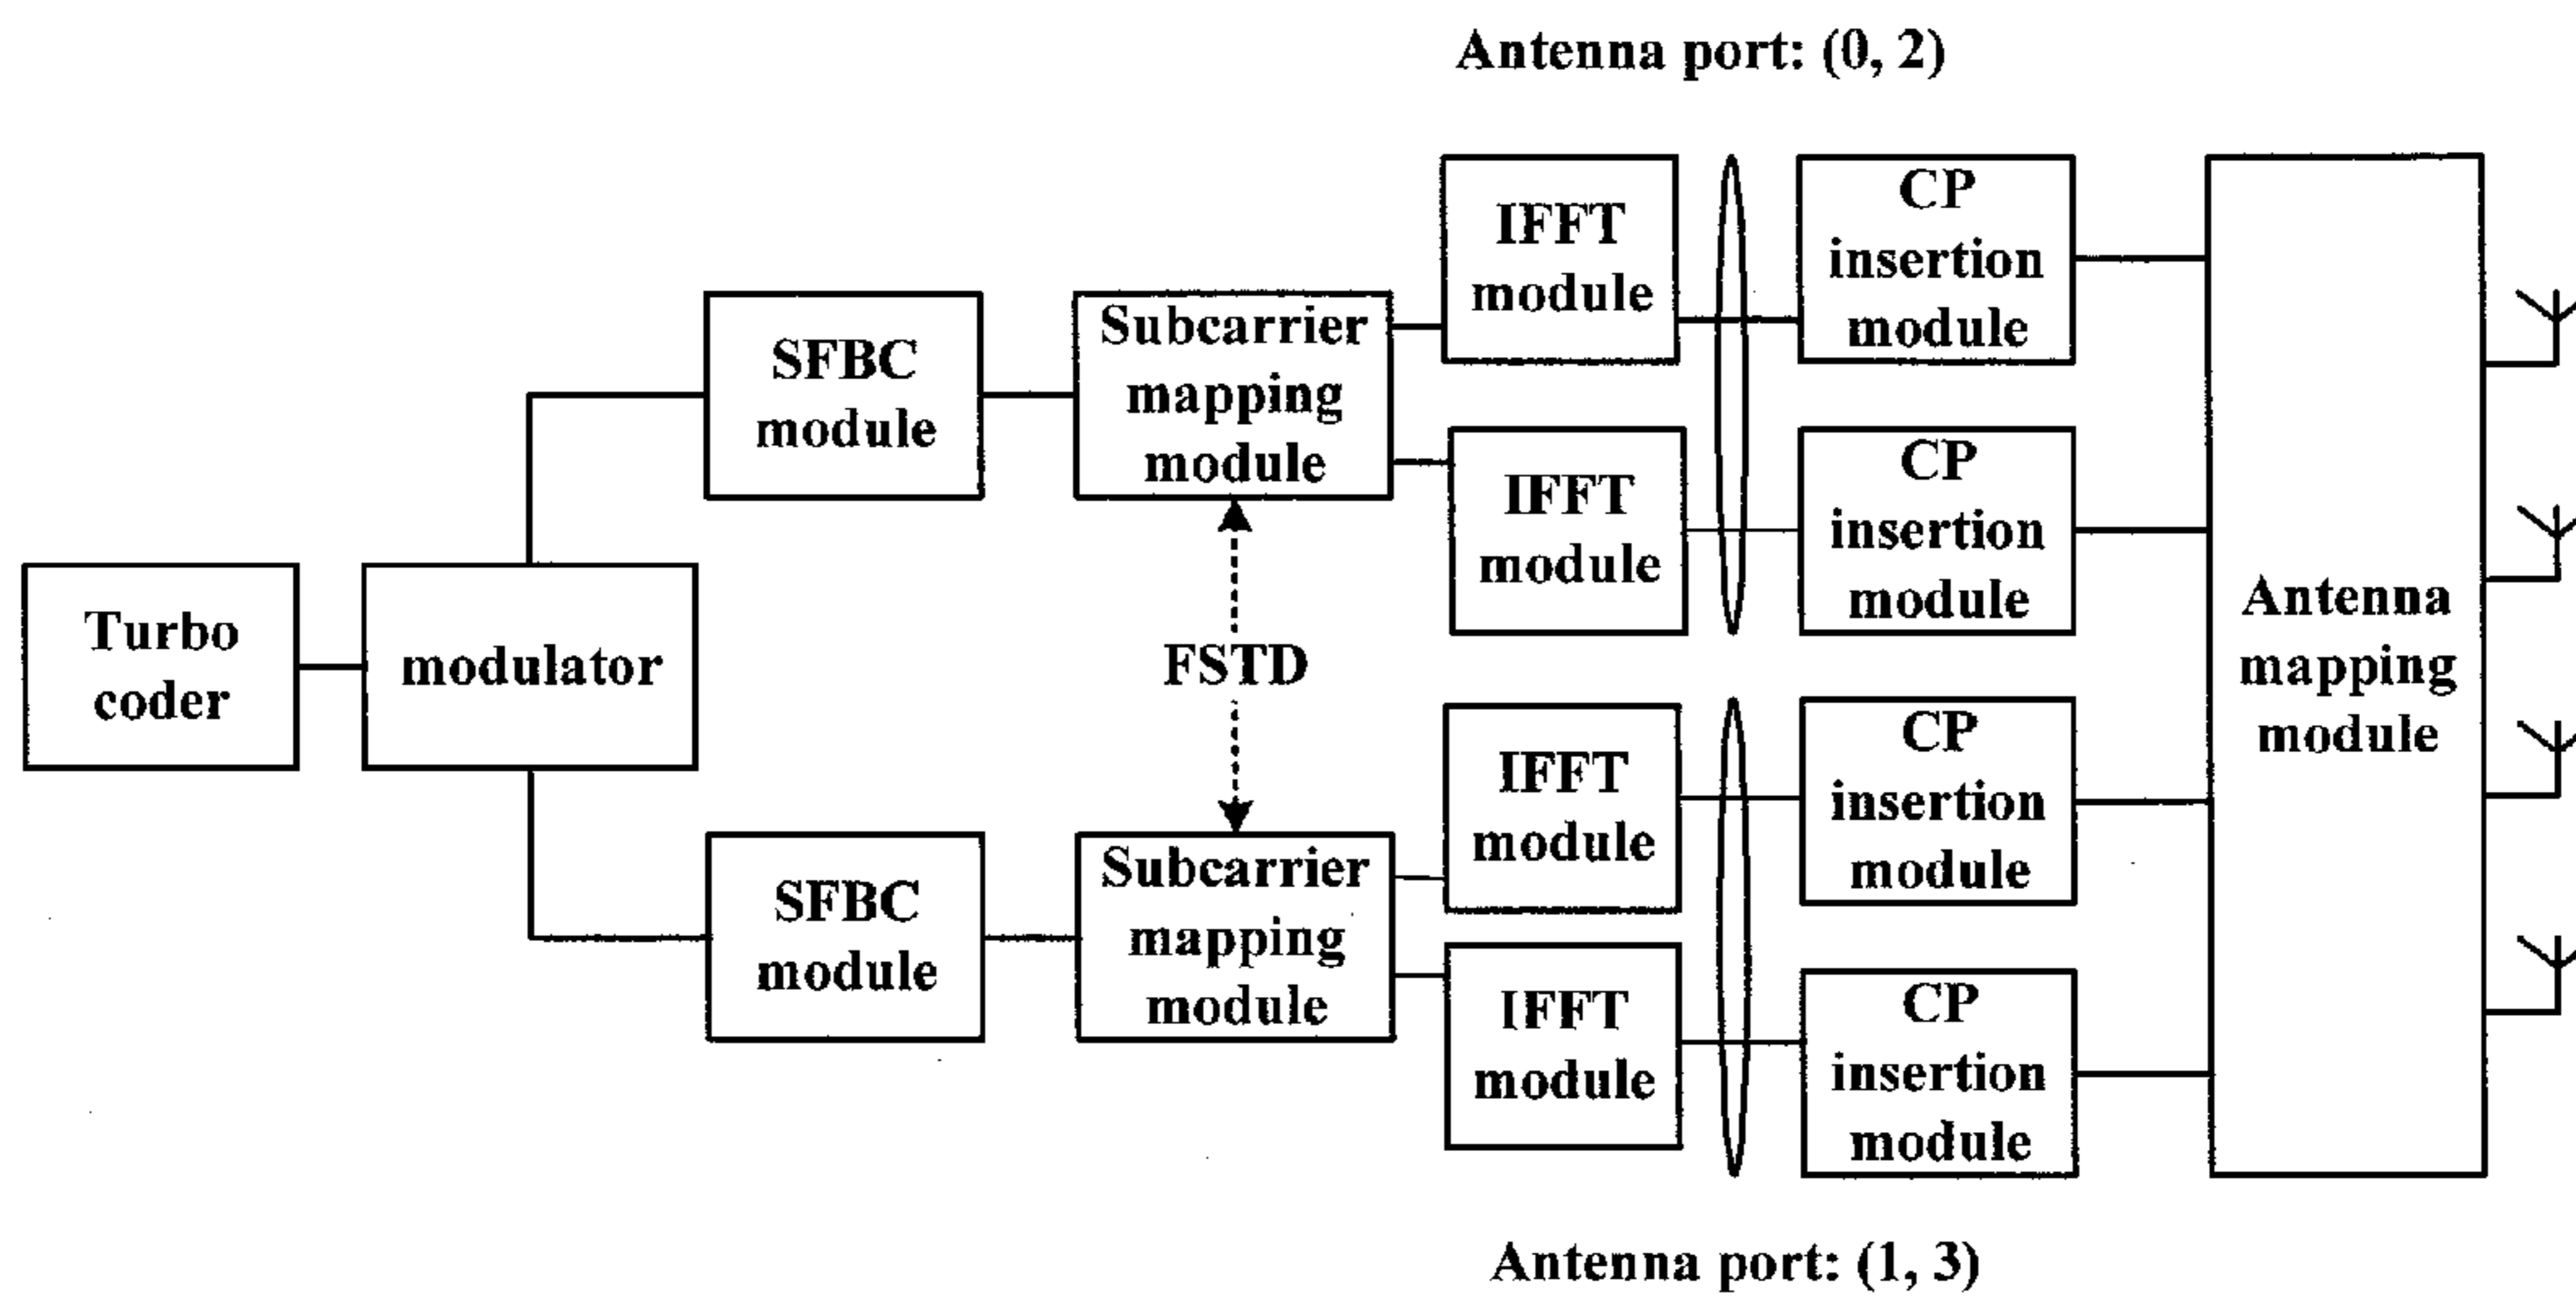 Antenna port: (0, 2)
Turbo
coder
modulator
SFBC
module
Subcarrier
mapping
module
IFFT
module
CP
insertion
module
IFFT
module
CP
insertion
module
FSTD
SFBC
module
Subcarrier
mapping
module
IFFT
module
CP
insertion
module
IFFT
module
CP
insertion
module
Antenna
mapping
module
Antenna port: (1, 3)